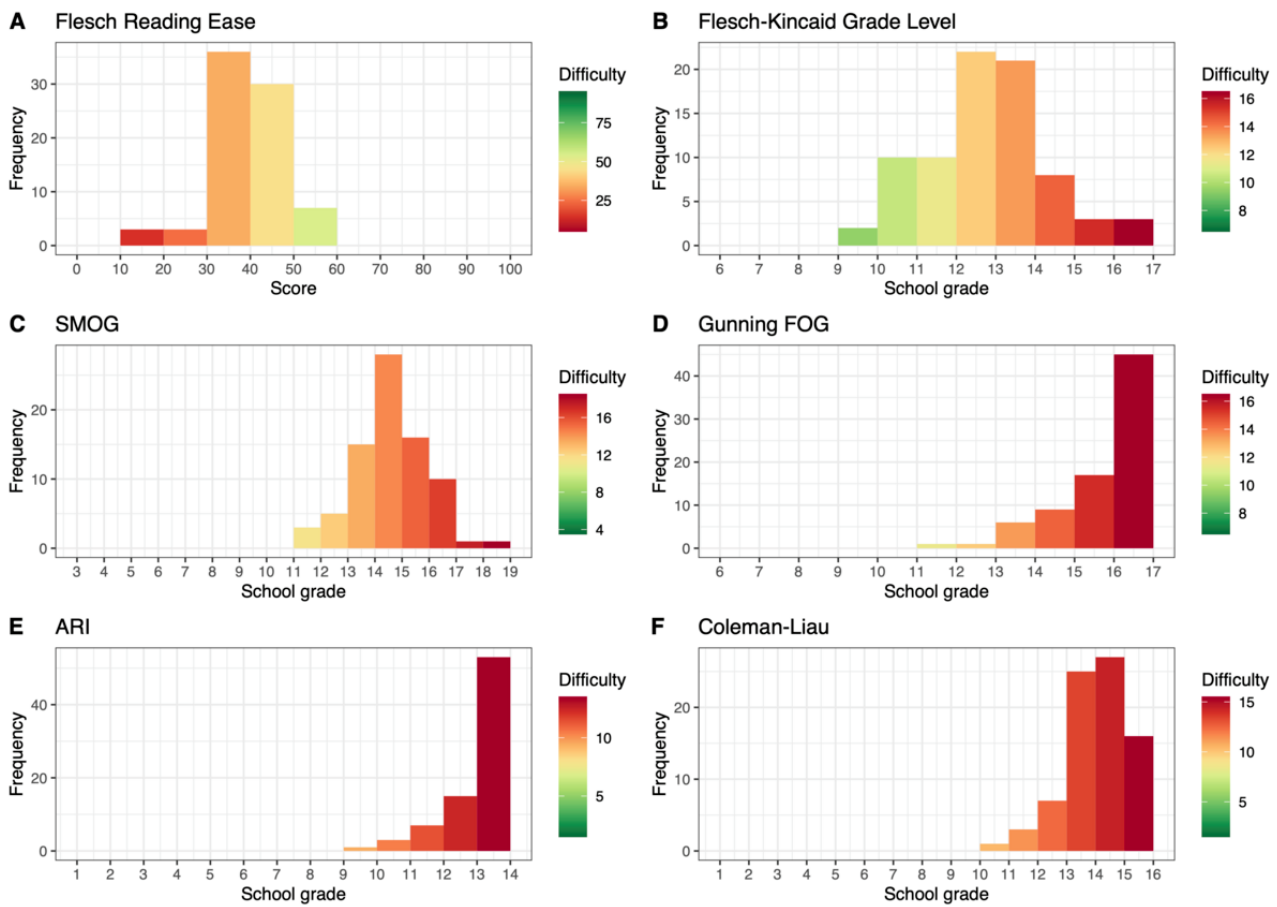 A Flesch Reading Ease
Frequency
30
20
10
0
0 10 20 30 40 50 60 70 80 90 100
Score
Difficulty
75
50
25
B Flesch-Kincaid Grade Level
Frequency
20
15
10
5
0
6 7 8 9 10 11 12 13 14 15 16 17
School grade
Difficulty
16
14
12
10
8
C SMOG
Frequency
20
10
0
3 4 5 6 7 8 9 10 11 12 13 14 15 16 17 18 19
School grade
Difficulty
16
12
8
4
D Gunning FOG
Frequency
40
30
20
10
0
6 7 8 9 10 11 12 13 14 15 16 17
School grade
Difficulty
16
14
12
10
8
E ARI
Frequency
40
20
0
1 2 3 4 5 6 7 8 9 10 11 12 13 14
School grade
Difficulty
10
5
F Coleman-Liau
Frequency
20
10
0
1 2 3 4 5 6 7 8 9 10 11 12 13 14 15 16
School grade
Difficulty
15
10
5